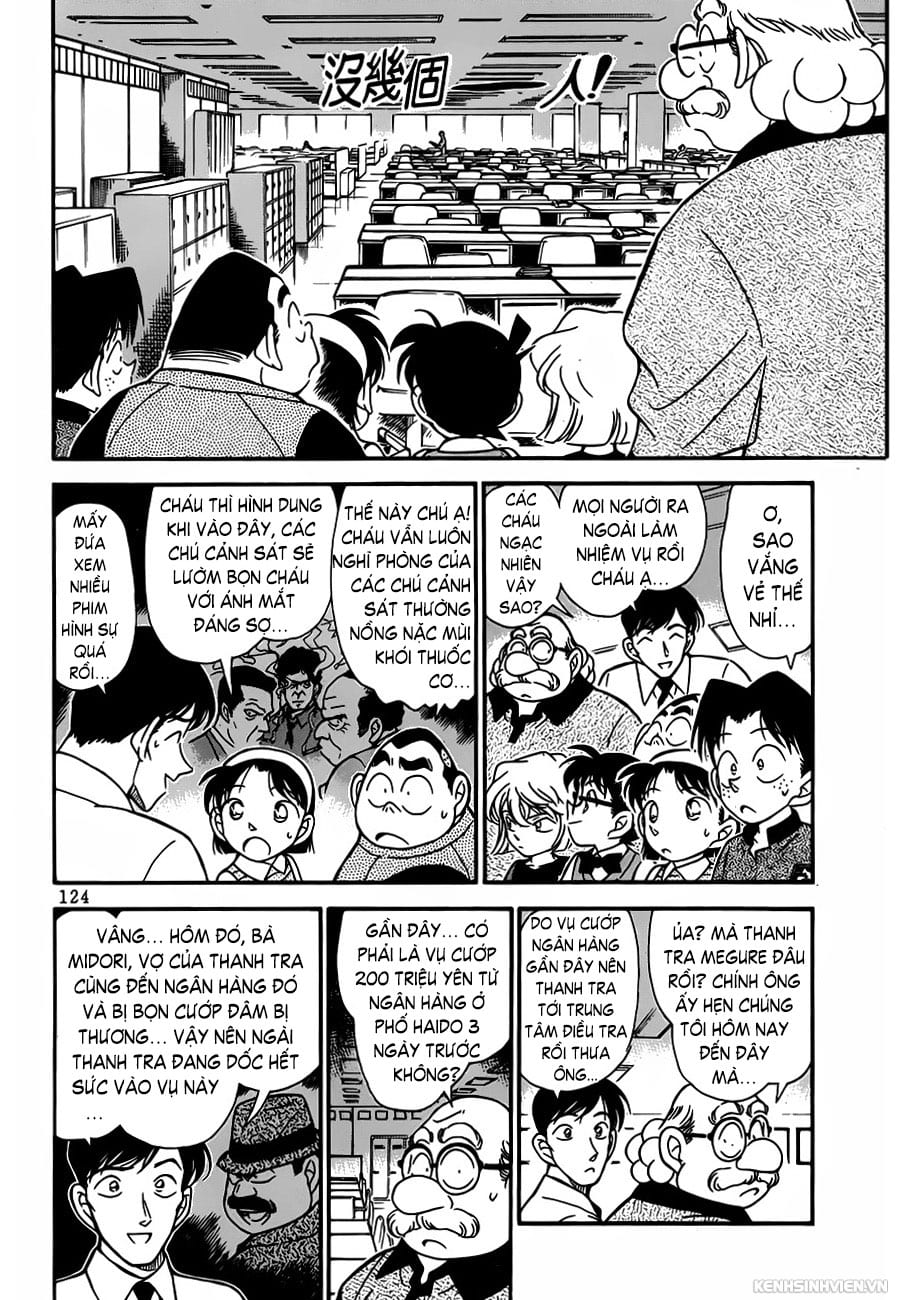 沒幾個人!
Ơ,
SAO
VẮNG
VẺ THẾ
NHỈ...
MỌI NGƯỜI RA
NGOÀI LÀM
NHIỆM VỤ RỒI
CHÁU Ạ...
CÁC
CHÁU
NGẠC
NHIÊN
VẬY
SAO?
THẾ NÀY CHÚ Ạ!
CHÁU VẪN LUÔN
NGHĨ PHÒNG CỦA
CÁC CHÚ CẢNH
SÁT THƯỜNG
NỒNG NẶC MÙI
KHÓI THUỐC
CƠ...
CHÁU THÌ HÌNH DUNG
KHI VÀO ĐÂY, CÁC
CHÚ CẢNH SÁT SẼ
LƯỜM BỌN CHÁU
VỚI ÁNH MẮT
ĐÁNG SỢ...
MẤY
ĐỨA
XEM
NHIỀU
PHIM
HÌNH SỰ
QUÁ
RỒI...
124
ỦA? MÀ THANH
TRA MEGURE ĐÂU
RỒI? CHÍNH ÔNG
ẤY HẸN CHÚNG
TÔI HÔM NAY
ĐẾN ĐÂY
MÀ...
DO VỤ CƯỚP
NGÂN HÀNG
GẦN ĐÂY NÊN
THANH TRA
TỚI TRUNG
TÂM ĐIỀU TRA
RỒI THƯA
ÔNG...
GẦN ĐÂY... CÓ
PHẢI LÀ VỤ CƯỚP
200 TRIỆU YÊN TỪ
NGÂN HÀNG Ở
PHỐ HAIDO 3
NGÀY TRƯỚC
KHÔNG?
VÂNG... HÔM ĐÓ, BÀ
MIDORI, VỢ CỦA THANH TRA
CŨNG ĐẾN NGÂN HÀNG ĐÓ
VÀ BỊ BỌN CƯỚP ĐÂM BỊ
THƯƠNG... VẬY NÊN NGÀI
THANH TRA ĐANG DỐC HẾT
SỨC VÀO VỤ NÀY
...
KENHSINHVIEN.VN